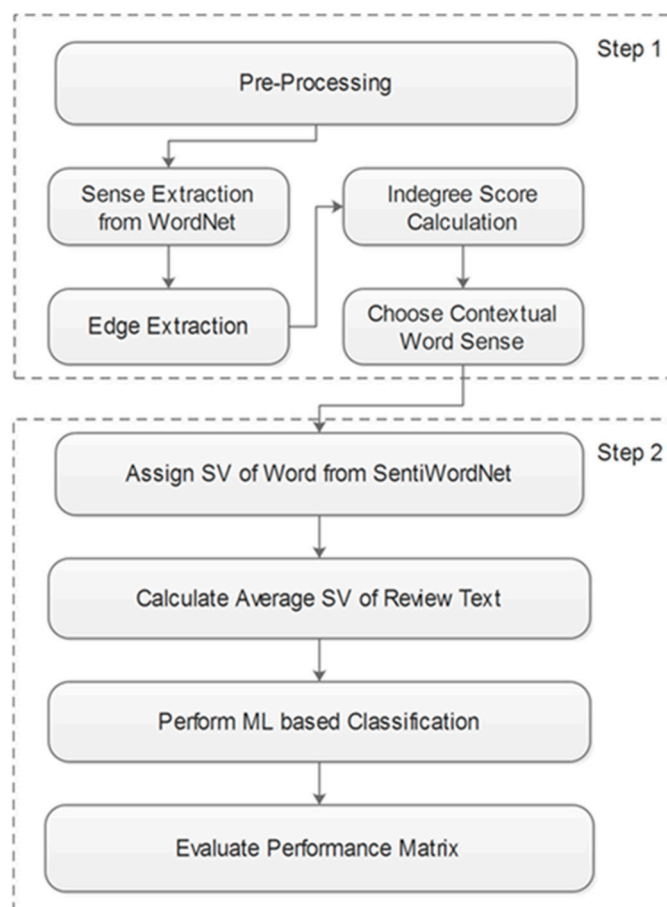 Step 1
Pre-Processing
Sense Extraction
from WordNet
Edge Extraction
Indegree Score
Calculation
Choose Contextual
Word Sense
Step 2
Assign SV of Word from SentiWordNet
Calculate Average SV of Review Text
Perform ML based Classification
Evaluate Performance Matrix